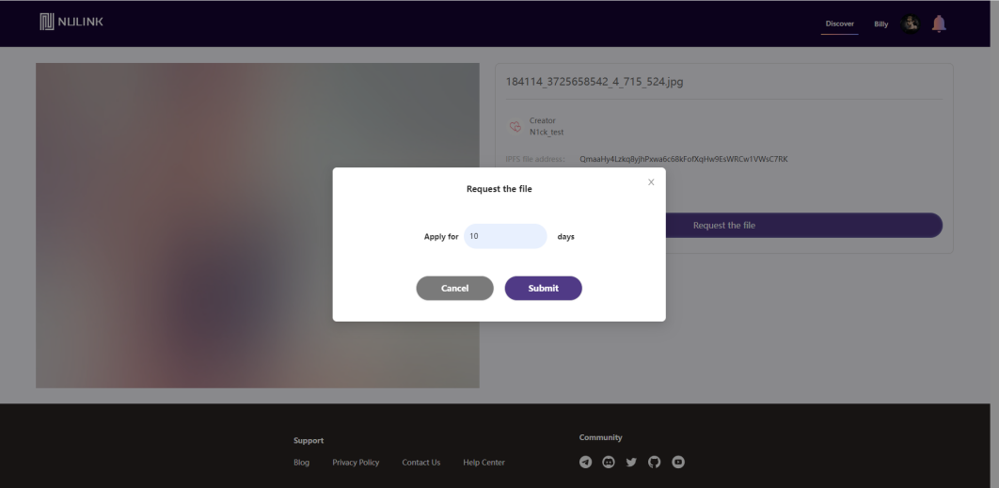 NULINK
Discover Billy
184114_3725658542_4_715_524.jpg
Creator
N1ck_test
IPFS file address: QmaaHy4Lzkq8yjhPxwa6c68kFofXqHw9EsWRCw1VWsC7RK
Request the file
X
Apply for 10 days
Request the file
Cancel Submit
Support
Community
Blog Privacy Policy Contact Us Help Center